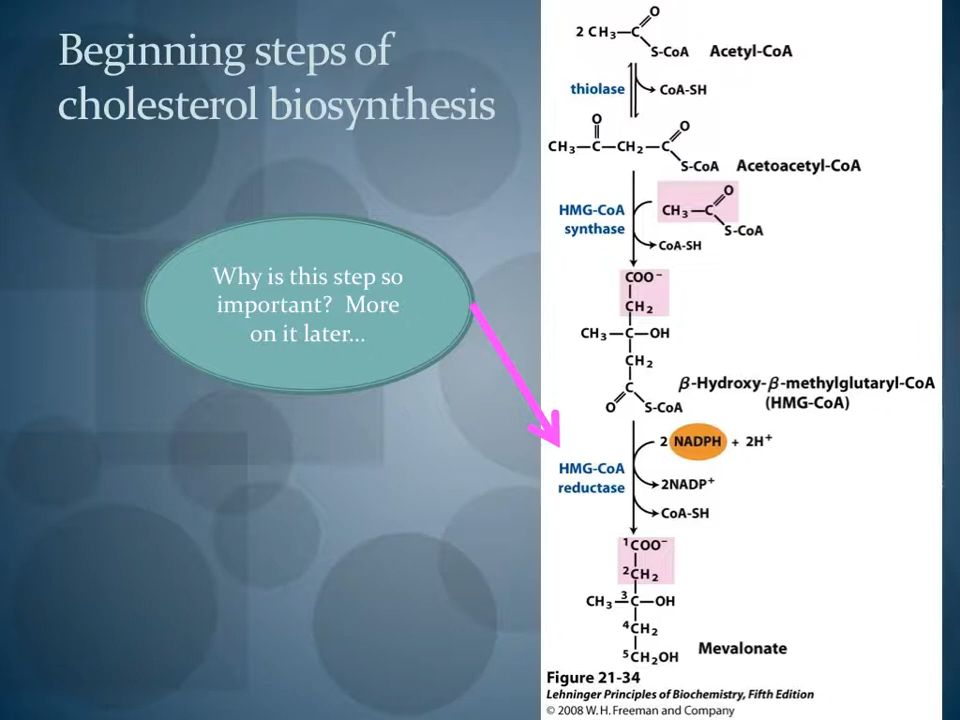 Beginning steps of
cholesterol biosynthesis
Why is this step so
important? More
on it later...
2 CH₃—C
O
S-CoA
Acetyl-CoA
thiolase
CoA-SH
O
O
CH₃—C—CH₂—C
S-CoA
Acetoacetyl-CoA
HMG-CoA
synthase
O
CH₃—C
S-CoA
CoA-SH
COO⁻
CH₂
CH₃—C—OH
CH₂
C
O
S-CoA
β-Hydroxy-β-methylglutaryl-CoA
(HMG-CoA)
2 NADPH + 2H⁺
HMG-CoA
reductase
2NADP⁺
CoA-SH
¹COO⁻
²CH₂
CH₃—³C—OH
⁴CH₂
⁵CH₂OH
Mevalonate
Figure 21-34
Lehninger Principles of Biochemistry, Fifth Edition
© 2008 W. H. Freeman and Company